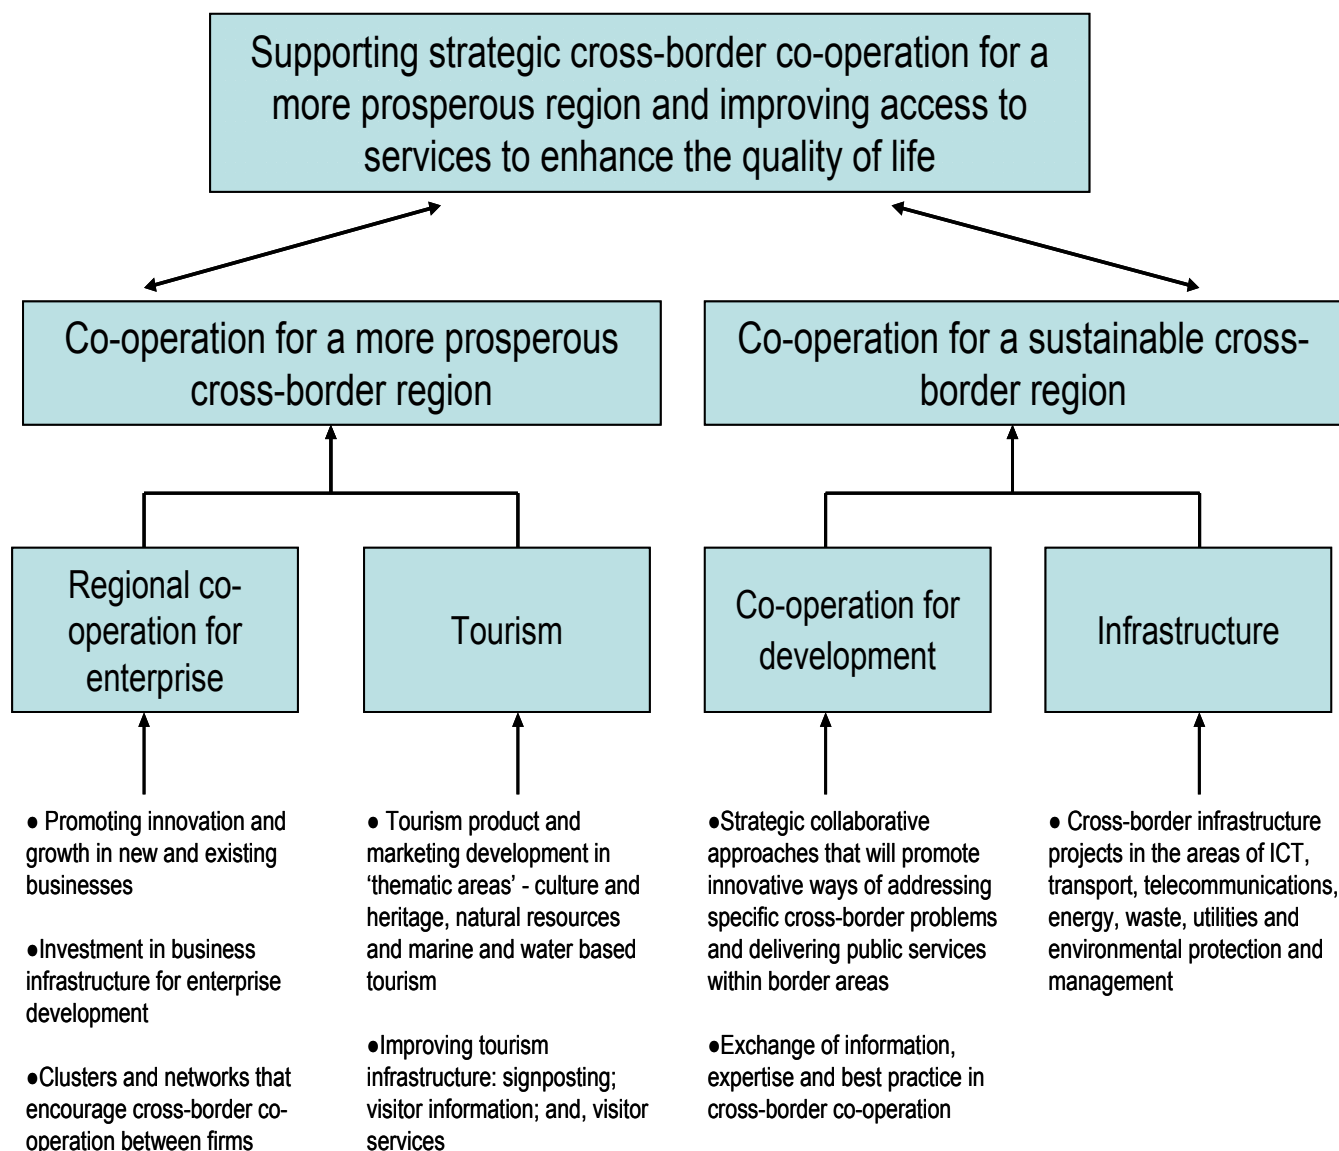 Supporting strategic cross-border co-operation for a
more prosperous region and improving access to
services to enhance the quality of life
Co-operation for a more prosperous
cross-border region
Co-operation for a sustainable cross-
border region
Regional co-
operation for
enterprise
Tourism
Co-operation for
development
Infrastructure
● Promoting innovation and
growth in new and existing
businesses
●Investment in business
infrastructure for enterprise
development
●Clusters and networks that
encourage cross-border co-
operation between firms
● Tourism product and
marketing development in
‘thematic areas’ - culture and
heritage, natural resources
and marine and water based
tourism
●Improving tourism
infrastructure: signposting;
visitor information; and, visitor
services
●Strategic collaborative
approaches that will promote
innovative ways of addressing
specific cross-border problems
and delivering public services
within border areas
●Exchange of information,
expertise and best practice in
cross-border co-operation
● Cross-border infrastructure
projects in the areas of ICT,
transport, telecommunications,
energy, waste, utilities and
environmental protection and
management